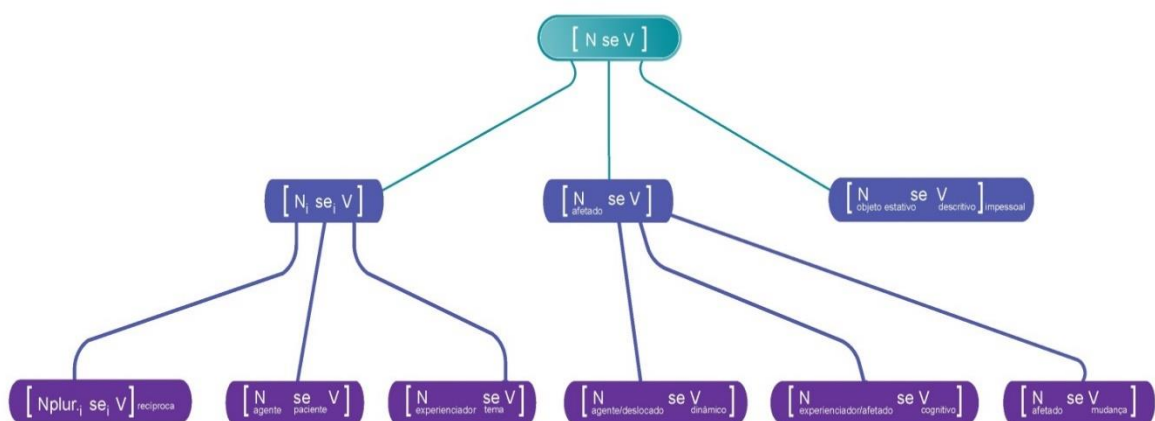 [ N se V ]
[ Nᵢ seᵢ V ]
[ N afetado se V ]
[ N objeto estativo se V descritivo ] impessoal
[ Nplur.ᵢ seᵢ V ] recíproca
[ N agente se paciente V ]
[ N experienciador se tema V ]
[ N agente/deslocado se V dinâmico ]
[ N experienciador/afetado se V cognitivo ]
[ N afetado se V mudança ]